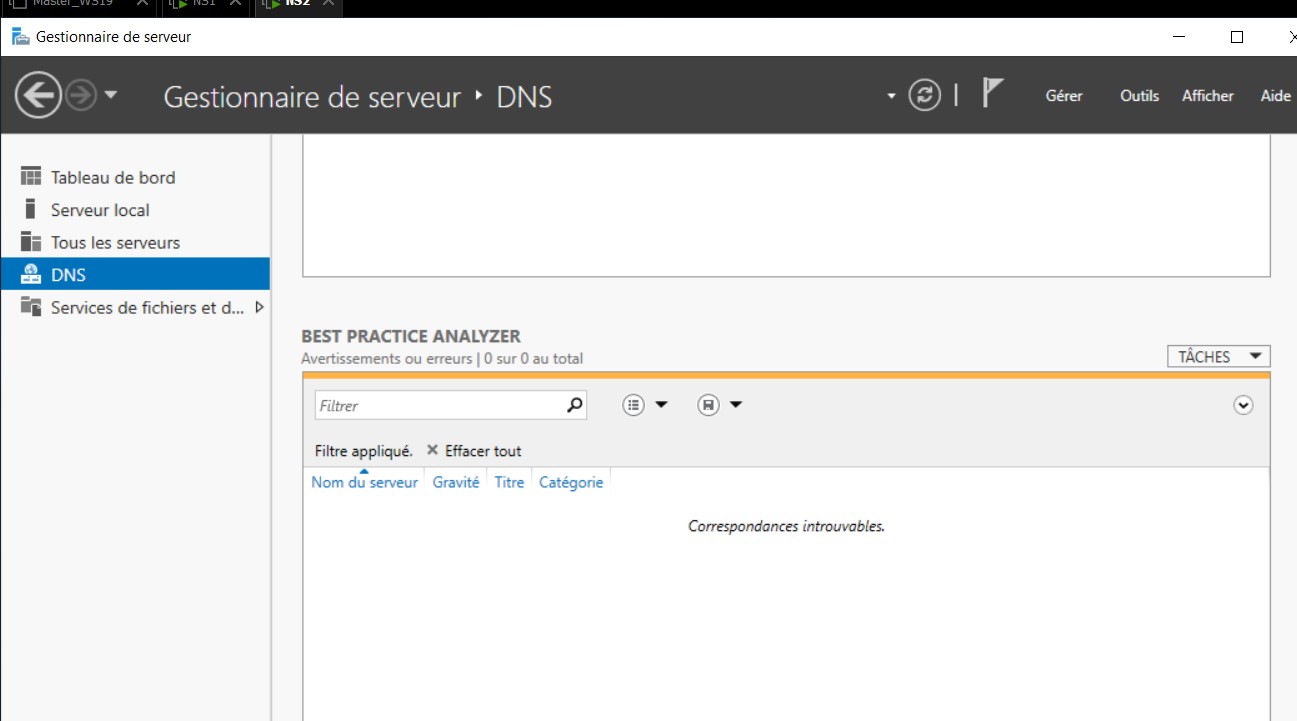 Master_WS19 NS1 NS2
Gestionnaire de serveur
Gestionnaire de serveur DNS
Gérer Outils Afficher Aide
Tableau de bord
Serveur local
Tous les serveurs
DNS
Services de fichiers et d...
BEST PRACTICE ANALYZER
Avertissements ou erreurs | 0 sur 0 au total
TÂCHES
Filtrer
Filtre appliqué. Effacer tout
Nom du serveur Gravité Titre Catégorie
Correspondances introuvables.